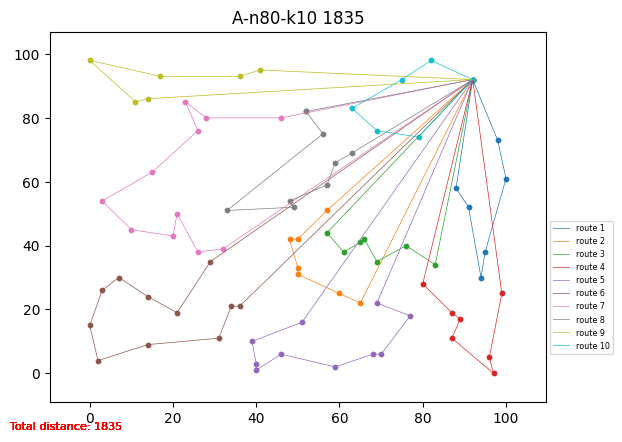 A-n80-k10 1835
100
80
60
40
20
0
0
20
40
60
80
100
route 1
route 2
route 3
route 4
route 5
route 6
route 7
route 8
route 9
route 10
Total distance: 1835